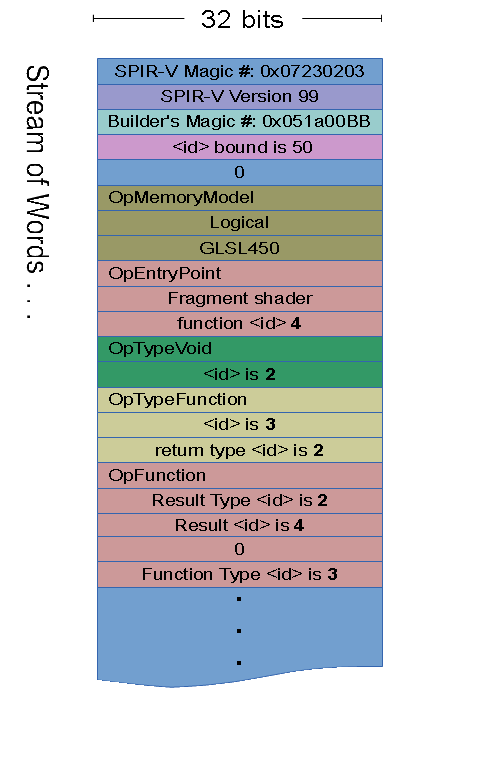 32 bits
Stream of Words . . .
SPIR-V Magic #: 0x07230203
SPIR-V Version 99
Builder's Magic #: 0x051a00BB
<id> bound is 50
0
OpMemoryModel
Logical
GLSL450
OpEntryPoint
Fragment shader
function <id> 4
OpTypeVoid
<id> is 2
OpTypeFunction
<id> is 3
return type <id> is 2
OpFunction
Result Type <id> is 2
Result <id> is 4
0
Function Type <id> is 3
.
.
.